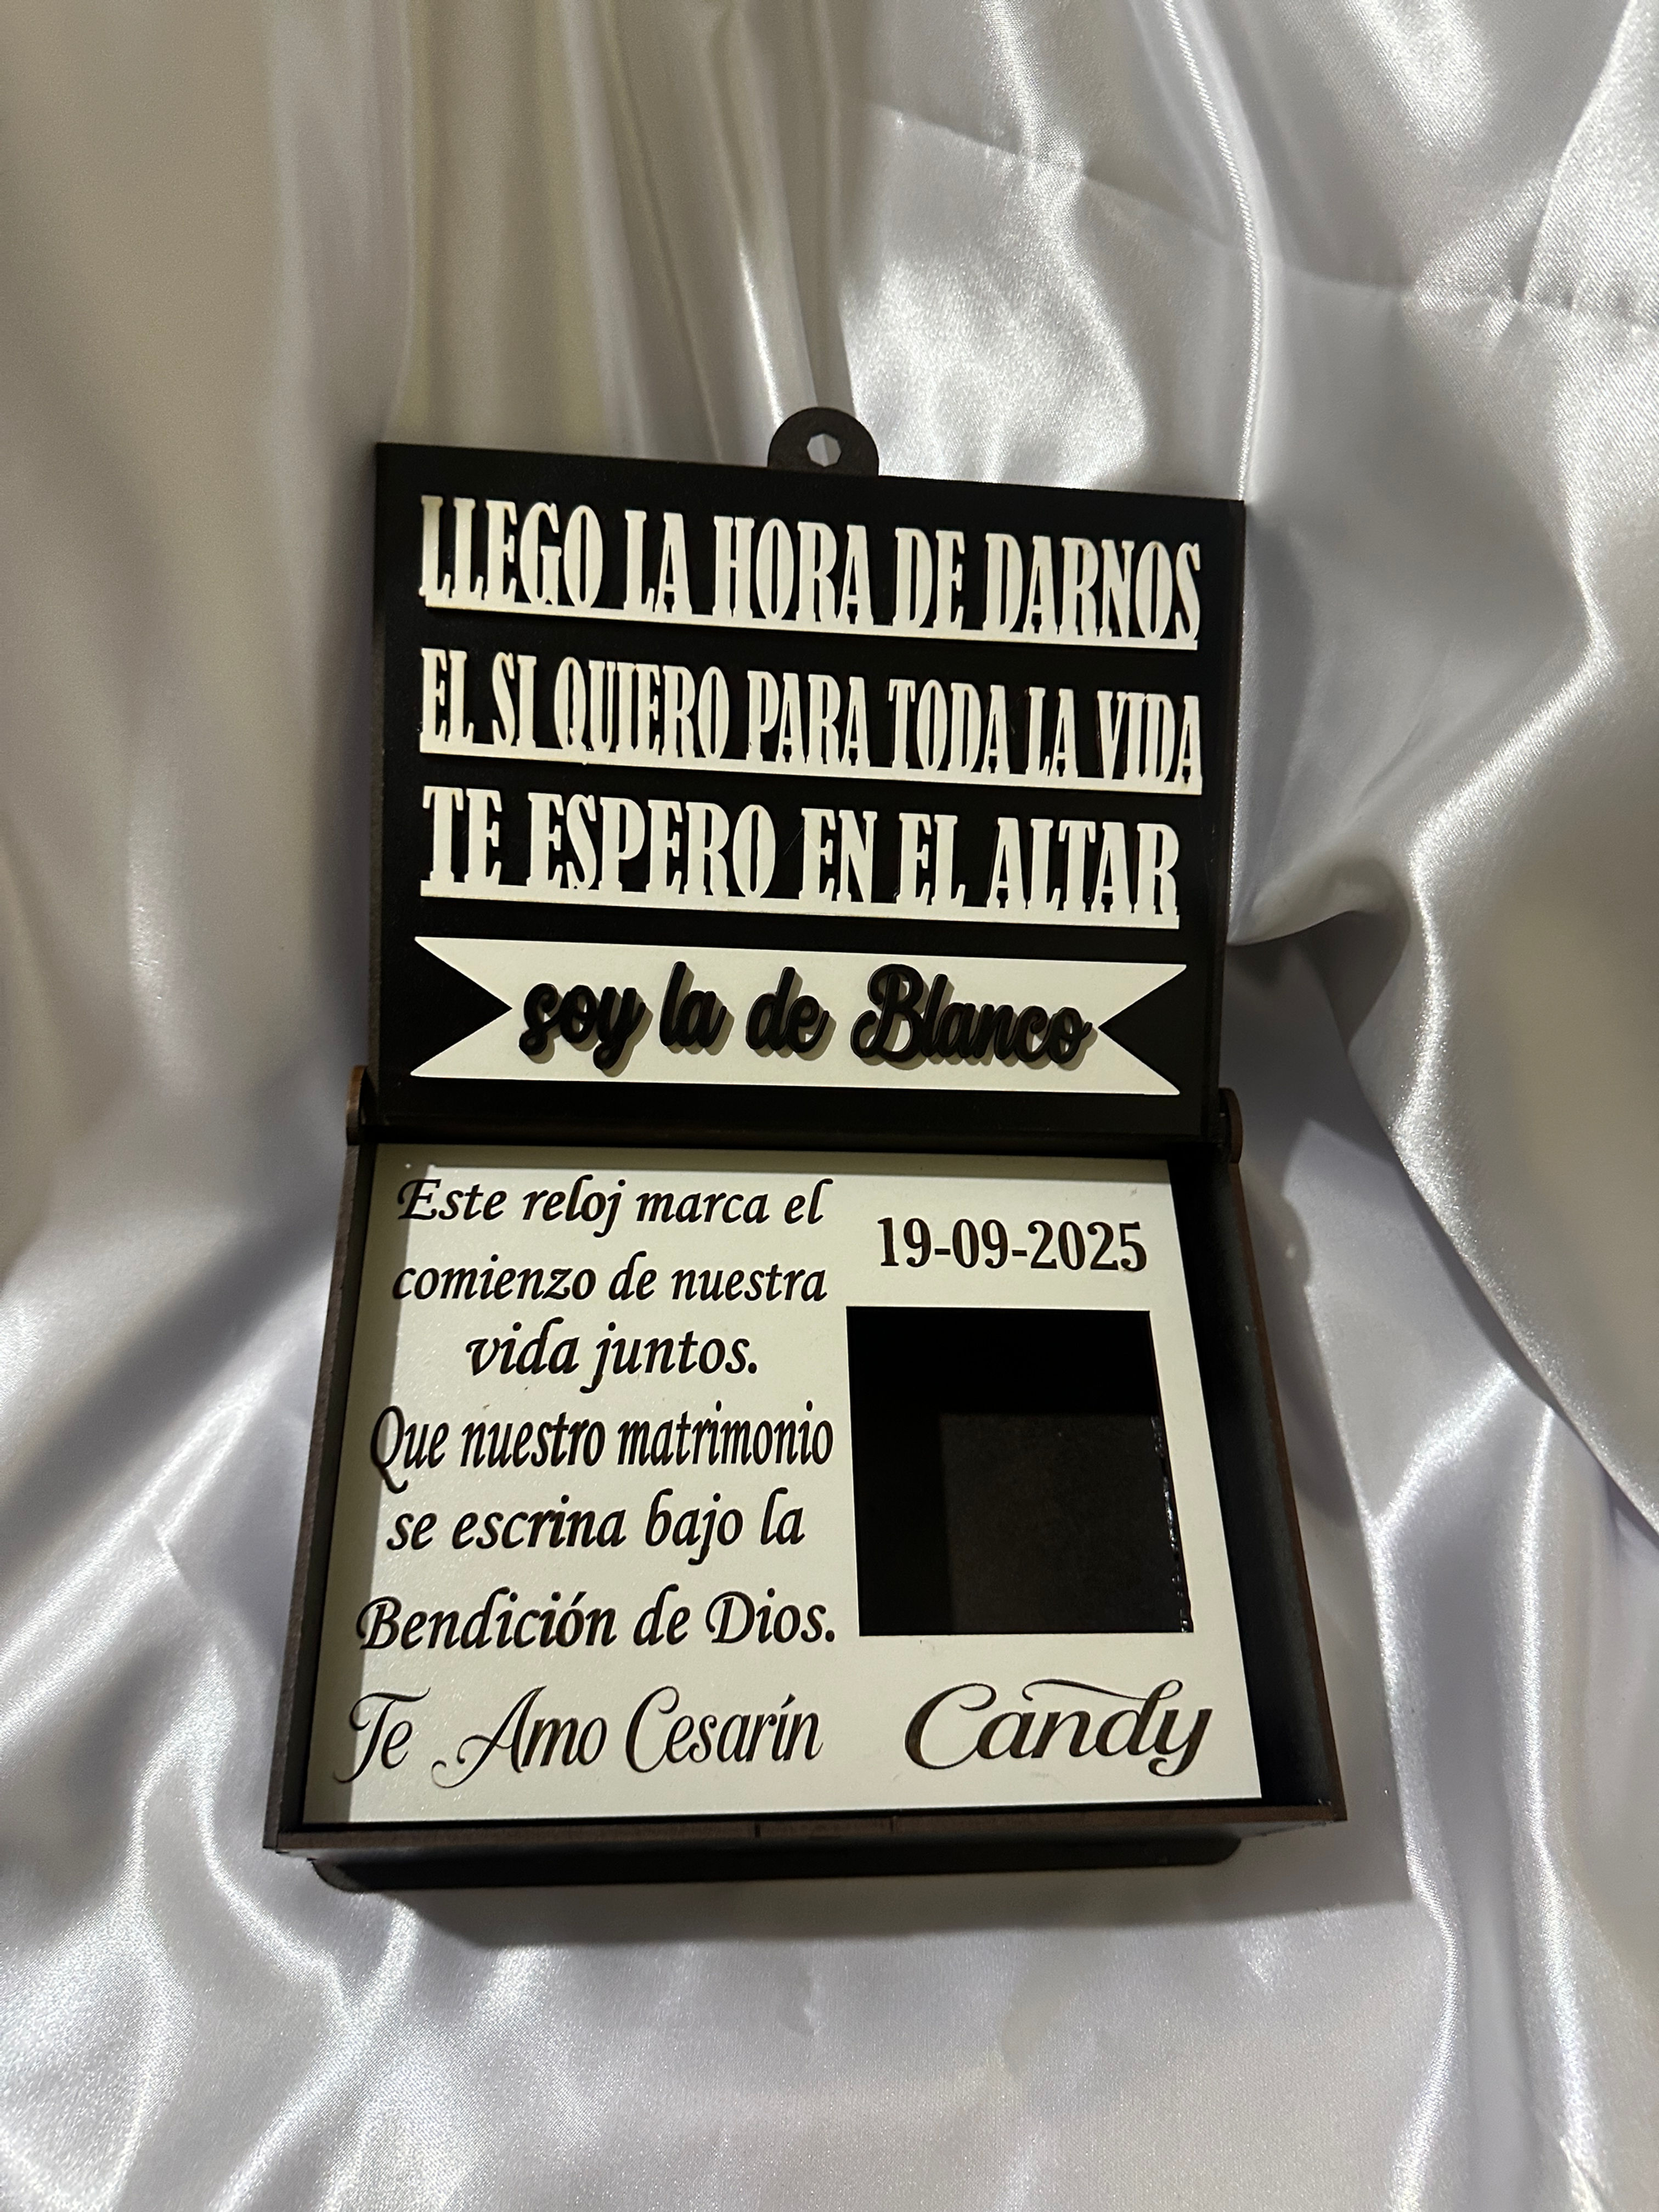 LLEGO LA HORA DE DARNOS
EL SI QUIERO PARA TODA LA VIDA
TE ESPERO EN EL ALTAR
soy la de Blanco
Este reloj marca el
comienzo de nuestra
vida juntos.
Que nuestro matrimonio
se escrina bajo la
Bendición de Dios.
Te Amo Cesarín
19-09-2025
Candy